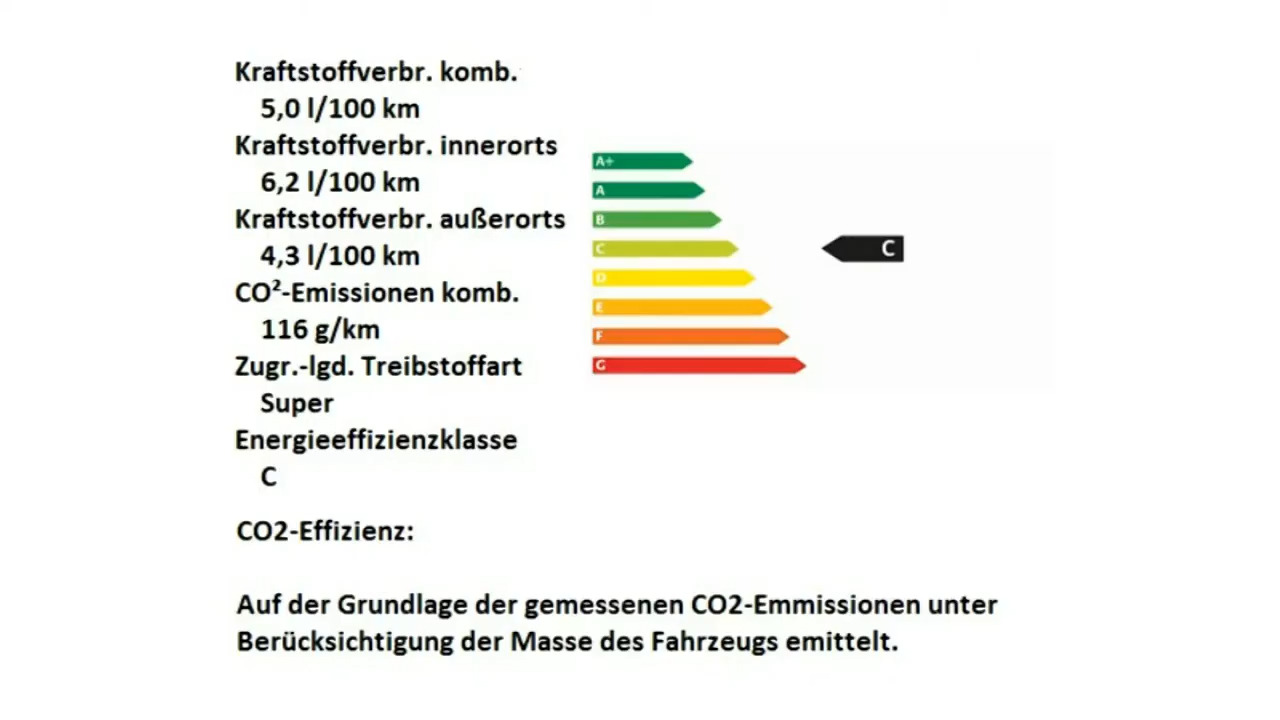 Kraftstoffverbr. komb.
5,0 l/100 km
Kraftstoffverbr. innerorts
6,2 l/100 km
Kraftstoffverbr. außerorts
4,3 l/100 km
CO²-Emissionen komb.
116 g/km
Zugr.-lgd. Treibstoffart
Super
Energieeffizienzklasse
C
A+
A
B
C
D
E
F
G
C
CO2-Effizienz:
Auf der Grundlage der gemessenen CO2-Emmissionen unter
Berücksichtigung der Masse des Fahrzeugs emittelt.